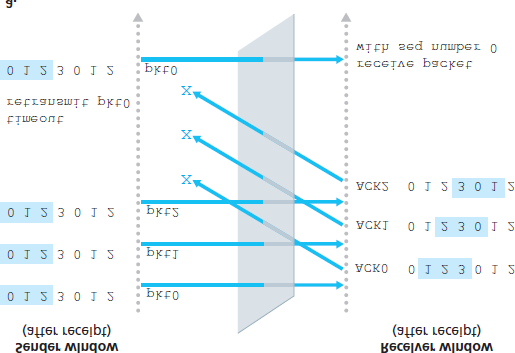 Sender window
(after receipt)
Receiver window
(after receipt)
0 1 2 3 0 1 2
pkt0
ACK0 0 1 2 3 0 1 2
0 1 2 3 0 1 2
pkt1
ACK1 0 1 2 3 0 1 2
0 1 2 3 0 1 2
pkt2
ACK2 0 1 2 3 0 1 2
x
x
x
timeout
retransmit pkt0
0 1 2 3 0 1 2
pkt0
receive packet
with seq number 0
a.